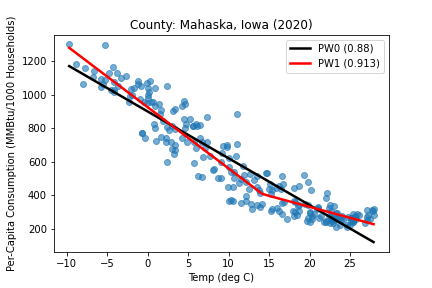 County: Mahaska, Iowa (2020)
PW0 (0.88)
PW1 (0.913)
Per-Capita Consumption (MMBtu/1000 Households)
1200
1000
800
600
400
200
−10 −5 0 5 10 15 20 25
Temp (deg C)